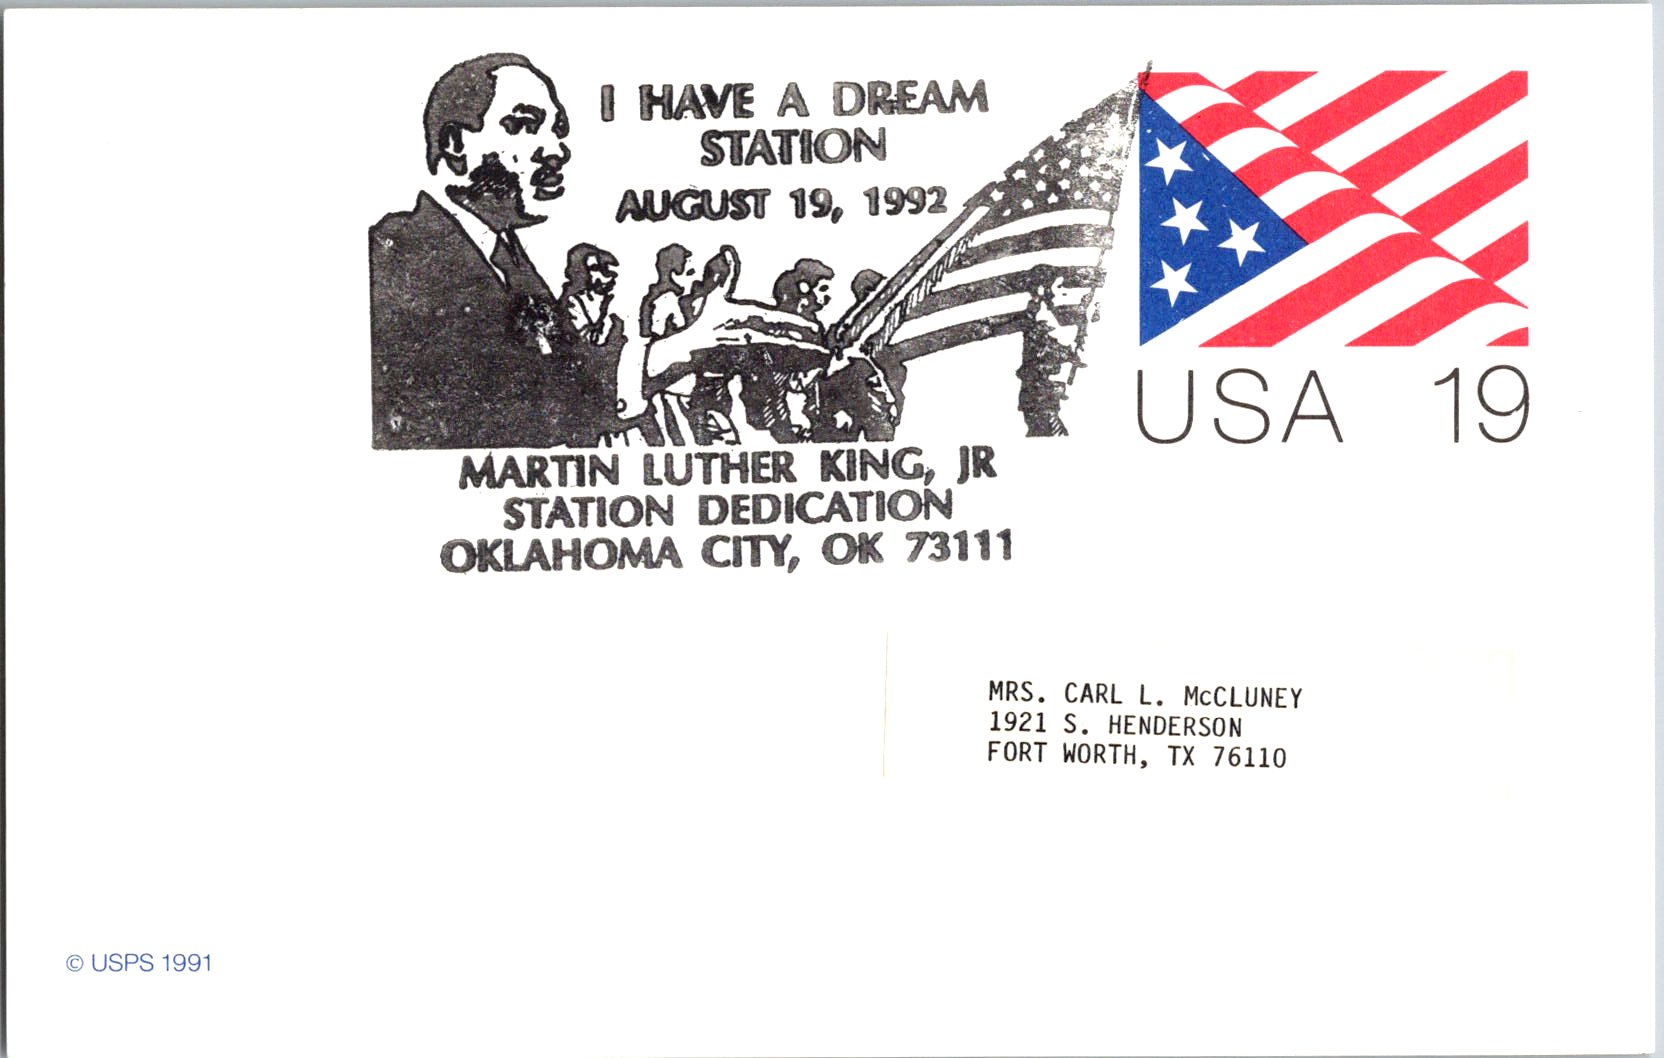 I HAVE A DREAM
STATION
AUGUST 19, 1992
USA 19
MARTIN LUTHER KING, JR
STATION DEDICATION
OKLAHOMA CITY, OK 73111
MRS. CARL L. McCLUNEY
1921 S. HENDERSON
FORT WORTH, TX 76110
© USPS 1991